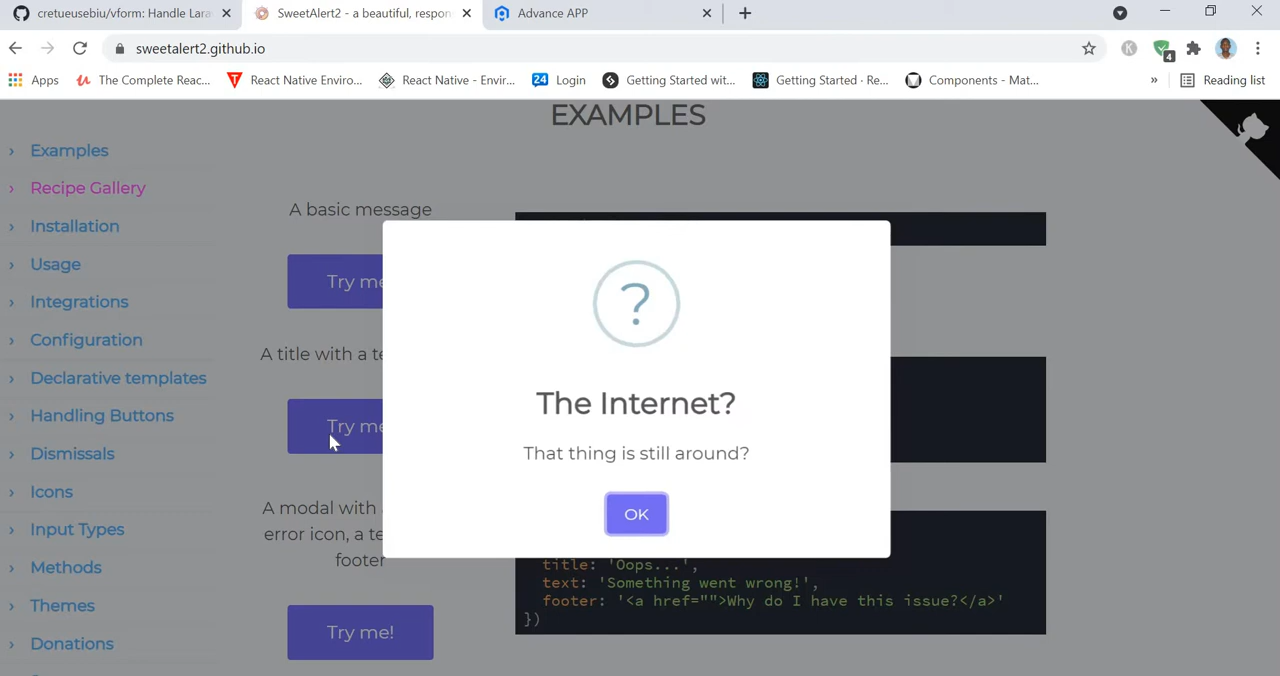 cretueusebiu/vform: Handle Lara
SweetAlert2 - a beautiful, respon
Advance APP
sweetalert2.github.io
K
4
Apps
The Complete Reac...
React Native Enviro...
React Native - Envir...
24 Login
Getting Started wit...
Getting Started · Re...
Components - Mat...
»
Reading list
EXAMPLES
› Examples
› Recipe Gallery
› Installation
› Usage
› Integrations
› Configuration
› Declarative templates
› Handling Buttons
› Dismissals
› Icons
› Input Types
› Methods
› Themes
› Donations
A basic message
Try me
A title with a te
Try me
A modal with
error icon, a te
footer
Try me!
?
The Internet?
That thing is still around?
OK
title: 'Oops...',
text: 'Something went wrong!',
footer: '<a href="">Why do I have this issue?</a>'
})